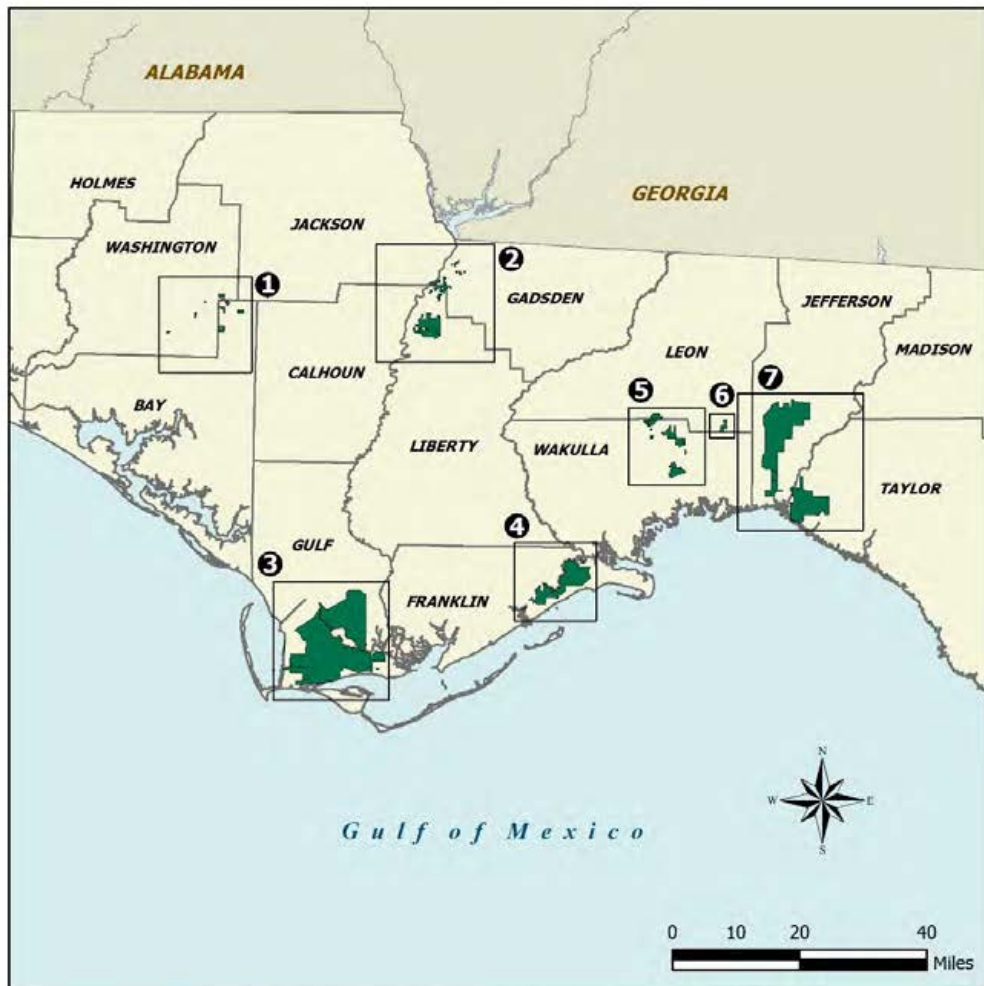 ALABAMA
GEORGIA
HOLMES
JACKSON
WASHINGTON
1
2
GADSDEN
JEFFERSON
LEON
MADISON
CALHOUN
BAY
5
6
7
LIBERTY
WAKULLA
TAYLOR
4
GULF
3
FRANKLIN
N
W E
S
Gulf of Mexico
0 10 20 40
Miles